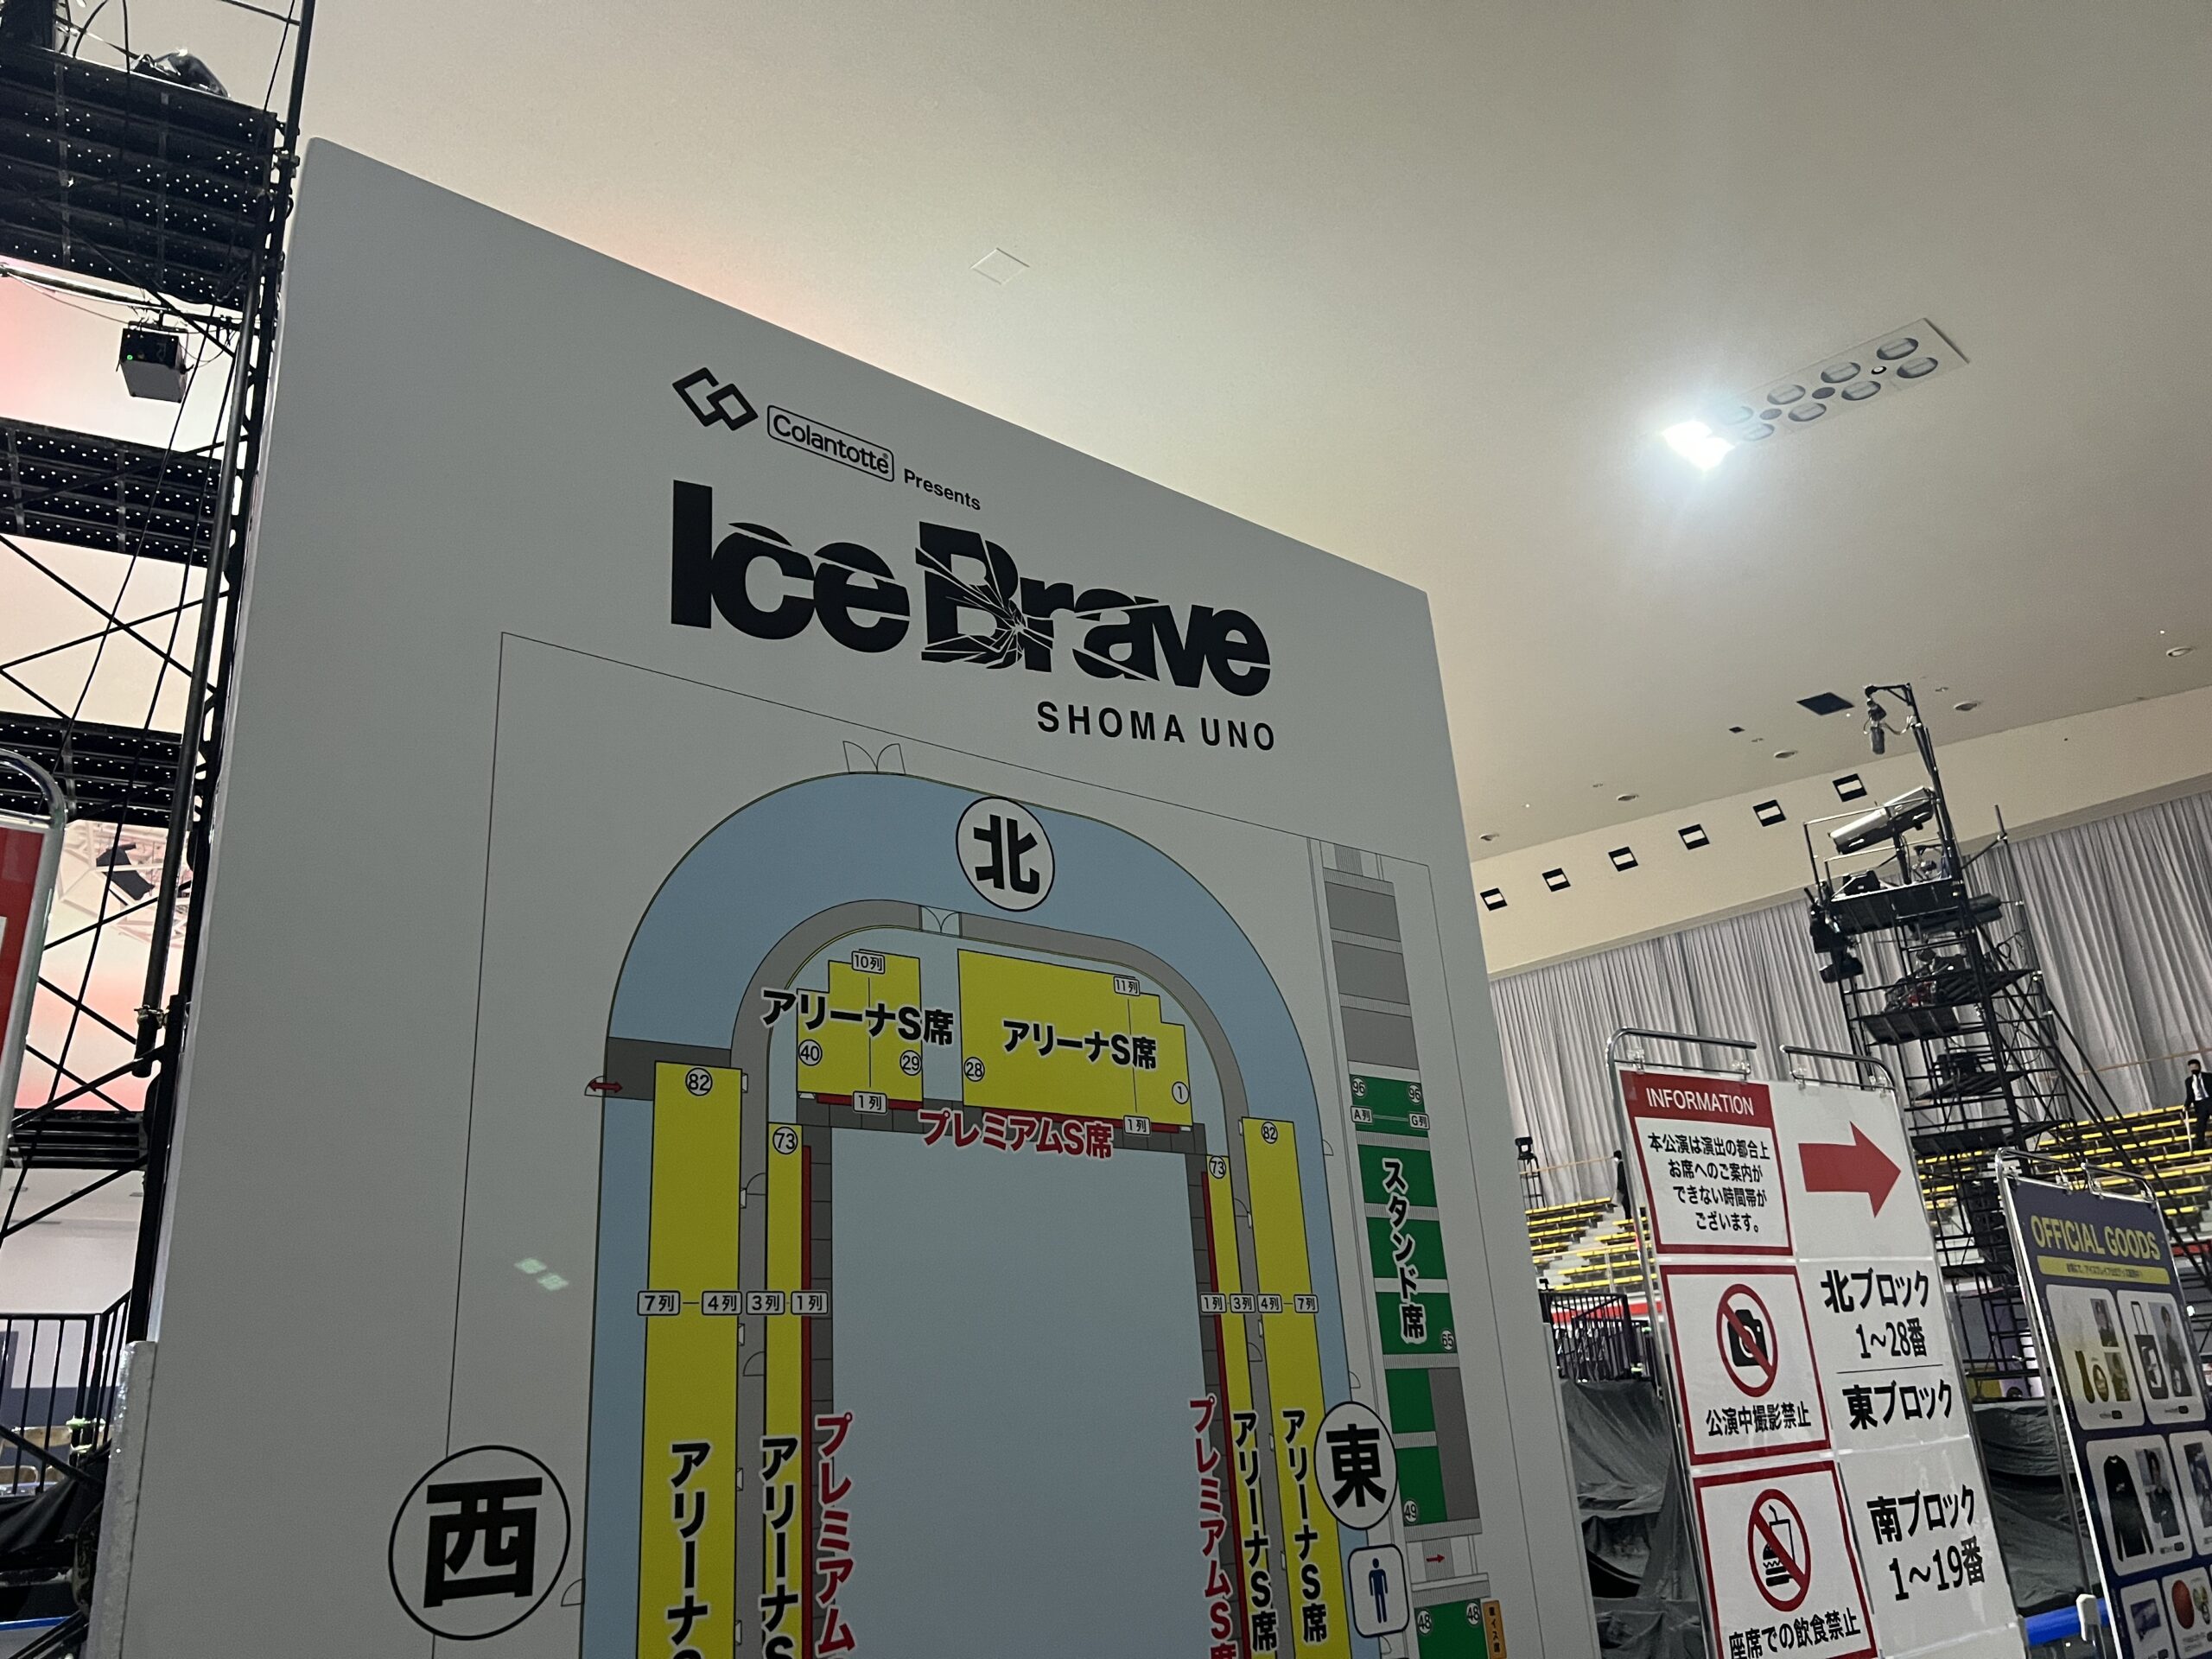 Colantotte Presents
Ice Brave
SHOMA UNO
北
10列
11列
アリーナS席
アリーナS席
40
29
28
1
1列
1列
プレミアムS席
82
73
73
82
96
96
A列
G列
スタンド席
7列
4列
3列
1列
1列
3列
4列
7列
65
西
アリーナS
アリーナS
プレミアム
プレミアムS席
アリーナS席
アリーナS席
東
49
48
48
INFORMATION
本公演は演出の都合上
お席へのご案内が
できない時間帯が
ございます。
公演中撮影禁止
座席での飲食禁止
北ブロック
1〜28番
東ブロック
南ブロック
1〜19番
OFFICIAL GOODS